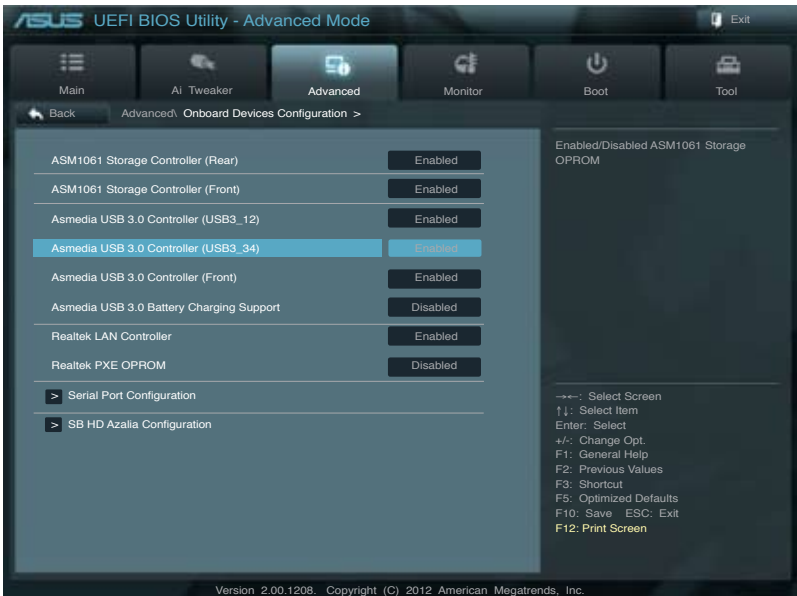 ASUS UEFI BIOS Utility - Advanced Mode
Exit
Main
Ai Tweaker
Advanced
Monitor
Boot
Tool
Back
Advanced\ Onboard Devices Configuration >
ASM1061 Storage Controller (Rear) Enabled
ASM1061 Storage Controller (Front) Enabled
Asmedia USB 3.0 Controller (USB3_12) Enabled
Asmedia USB 3.0 Controller (USB3_34) Enabled
Asmedia USB 3.0 Controller (Front) Enabled
Asmedia USB 3.0 Battery Charging Support Disabled
Realtek LAN Controller Enabled
Realtek PXE OPROM Disabled
> Serial Port Configuration
> SB HD Azalia Configuration
Enabled/Disabled ASM1061 Storage
OPROM
→←: Select Screen
↑↓: Select Item
Enter: Select
+/-: Change Opt.
F1: General Help
F2: Previous Values
F3: Shortcut
F5: Optimized Defaults
F10: Save ESC: Exit
F12: Print Screen
Version 2.00.1208. Copyright (C) 2012 American Megatrends, Inc.